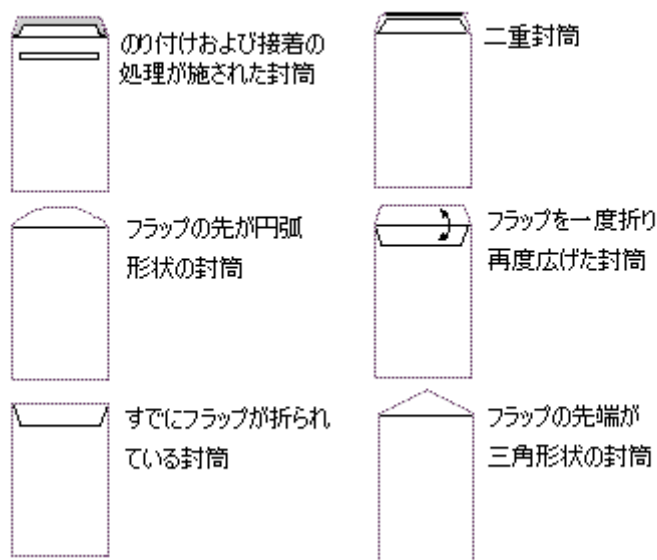 のり付けおよび接着の
処理が施された封筒
二重封筒
フラップの先が円弧
形状の封筒
フラップを一度折り
再度広げた封筒
すでにフラップが折られ
ている封筒
フラップの先端が
三角形状の封筒